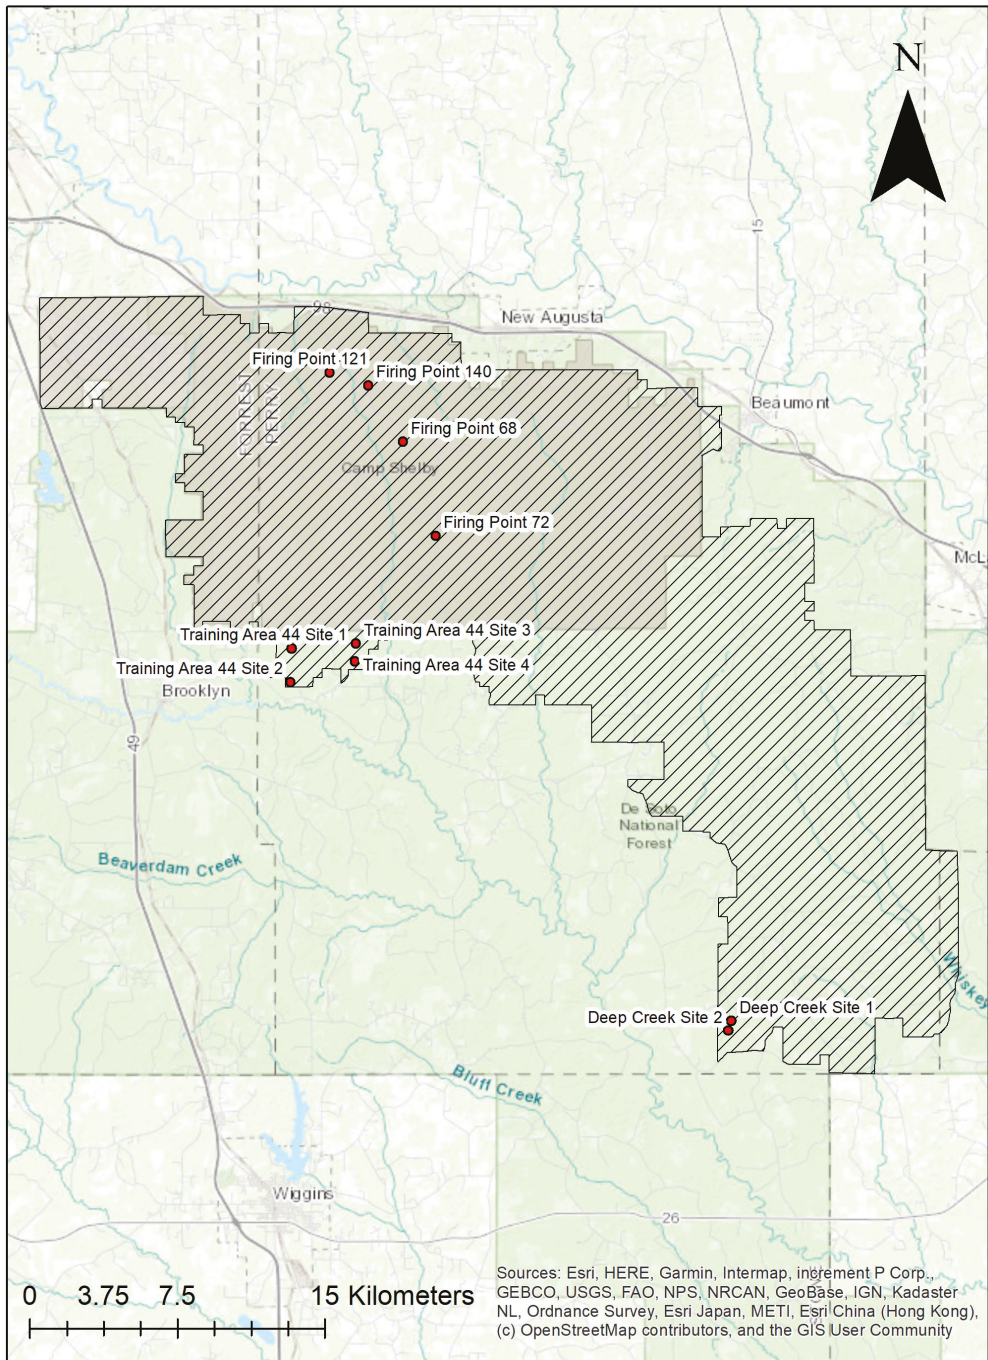 N
15
98
New Augusta
Firing Point 121
Firing Point 140
FORREST
PERRY
Beaumont
Firing Point 68
Camp Shelby
Firing Point 72
McL
Training Area 44 Site 1
Training Area 44 Site 3
Training Area 44 Site 2
Training Area 44 Site 4
Brooklyn
49
De Soto
National
Forest
Beaverdam Creek
Whiskey
Deep Creek Site 1
Deep Creek Site 2
Bluff Creek
Wiggins
26
0 3.75 7.5 15 Kilometers
Sources: Esri, HERE, Garmin, Intermap, increment P Corp.,
GEBCO, USGS, FAO, NPS, NRCAN, GeoBase, IGN, Kadaster
NL, Ordnance Survey, Esri Japan, METI, Esri China (Hong Kong),
(c) OpenStreetMap contributors, and the GIS User Community